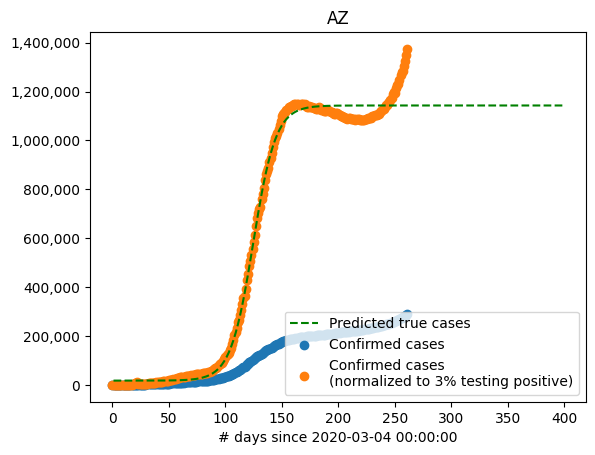 AZ
1,400,000
1,200,000
1,000,000
800,000
600,000
400,000
200,000
0
Predicted true cases
Confirmed cases
Confirmed cases
(normalized to 3% testing positive)
0 50 100 150 200 250 300 350 400
# days since 2020-03-04 00:00:00